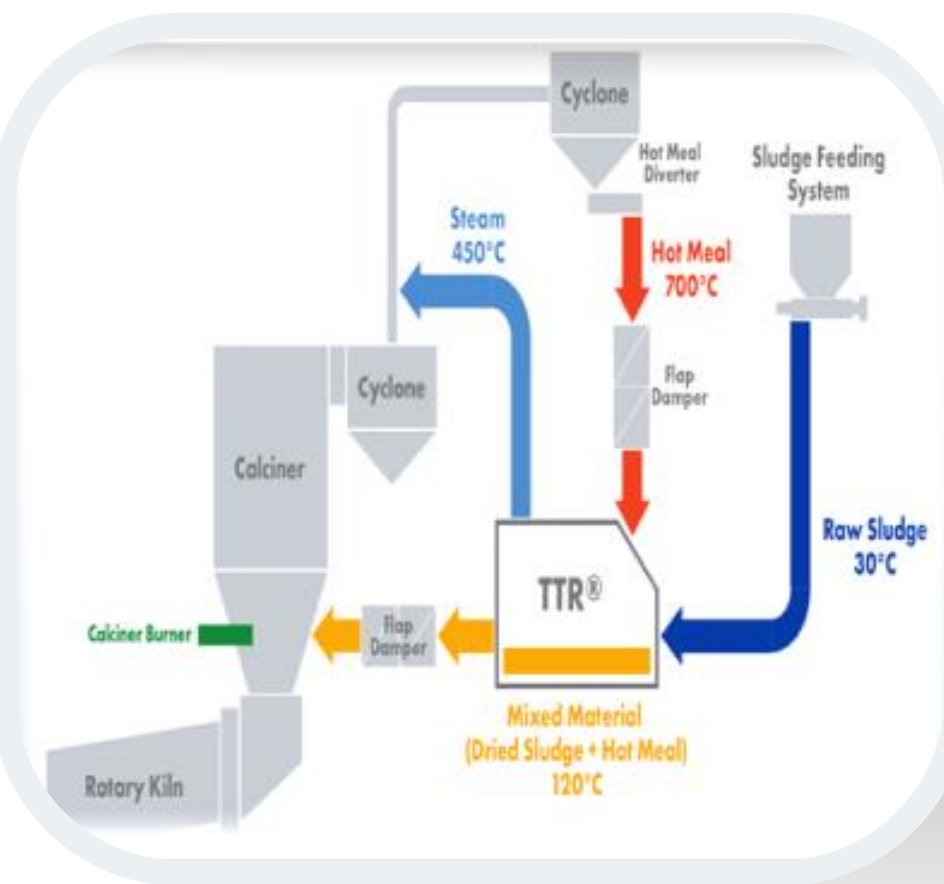 Cyclone
Hot Meal
Diverter
Sludge Feeding
System
Steam
450°C
Hot Meal
700°C
Flap
Damper
Cyclone
Calciner
Raw Sludge
30°C
TTR®
Calciner Burner
Flap
Damper
Mixed Material
(Dried Sludge + Hot Meal)
120°C
Rotary Kiln